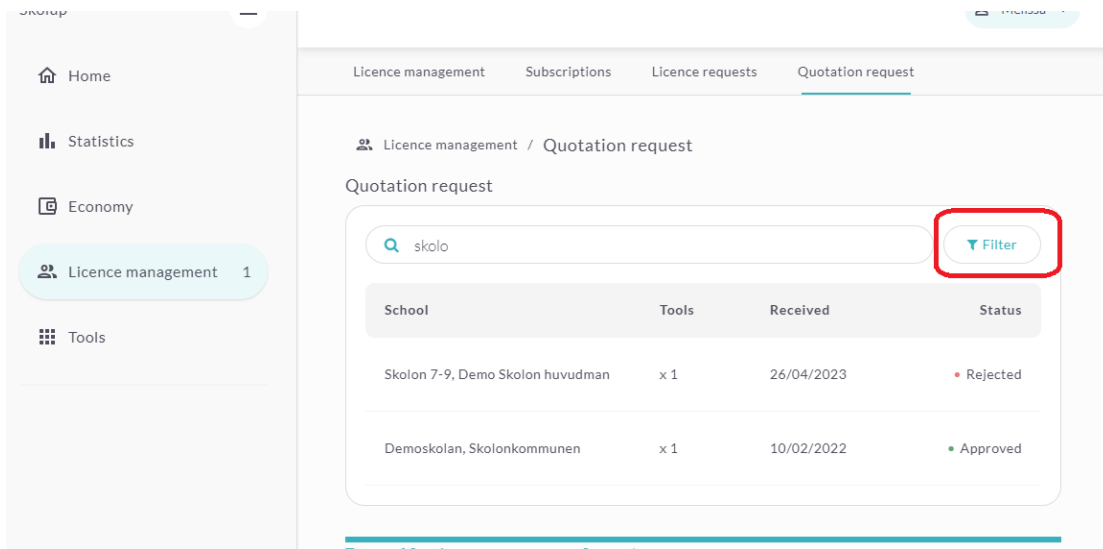 Home
Statistics
Economy
Licence management 1
Tools
Licence management Subscriptions Licence requests Quotation request
Licence management / Quotation request
Quotation request
skolo
Filter
School Tools Received Status
Skolon 7-9, Demo Skolon huvudman x 1 26/04/2023 Rejected
Demoskolan, Skolonkommunen x 1 10/02/2022 Approved